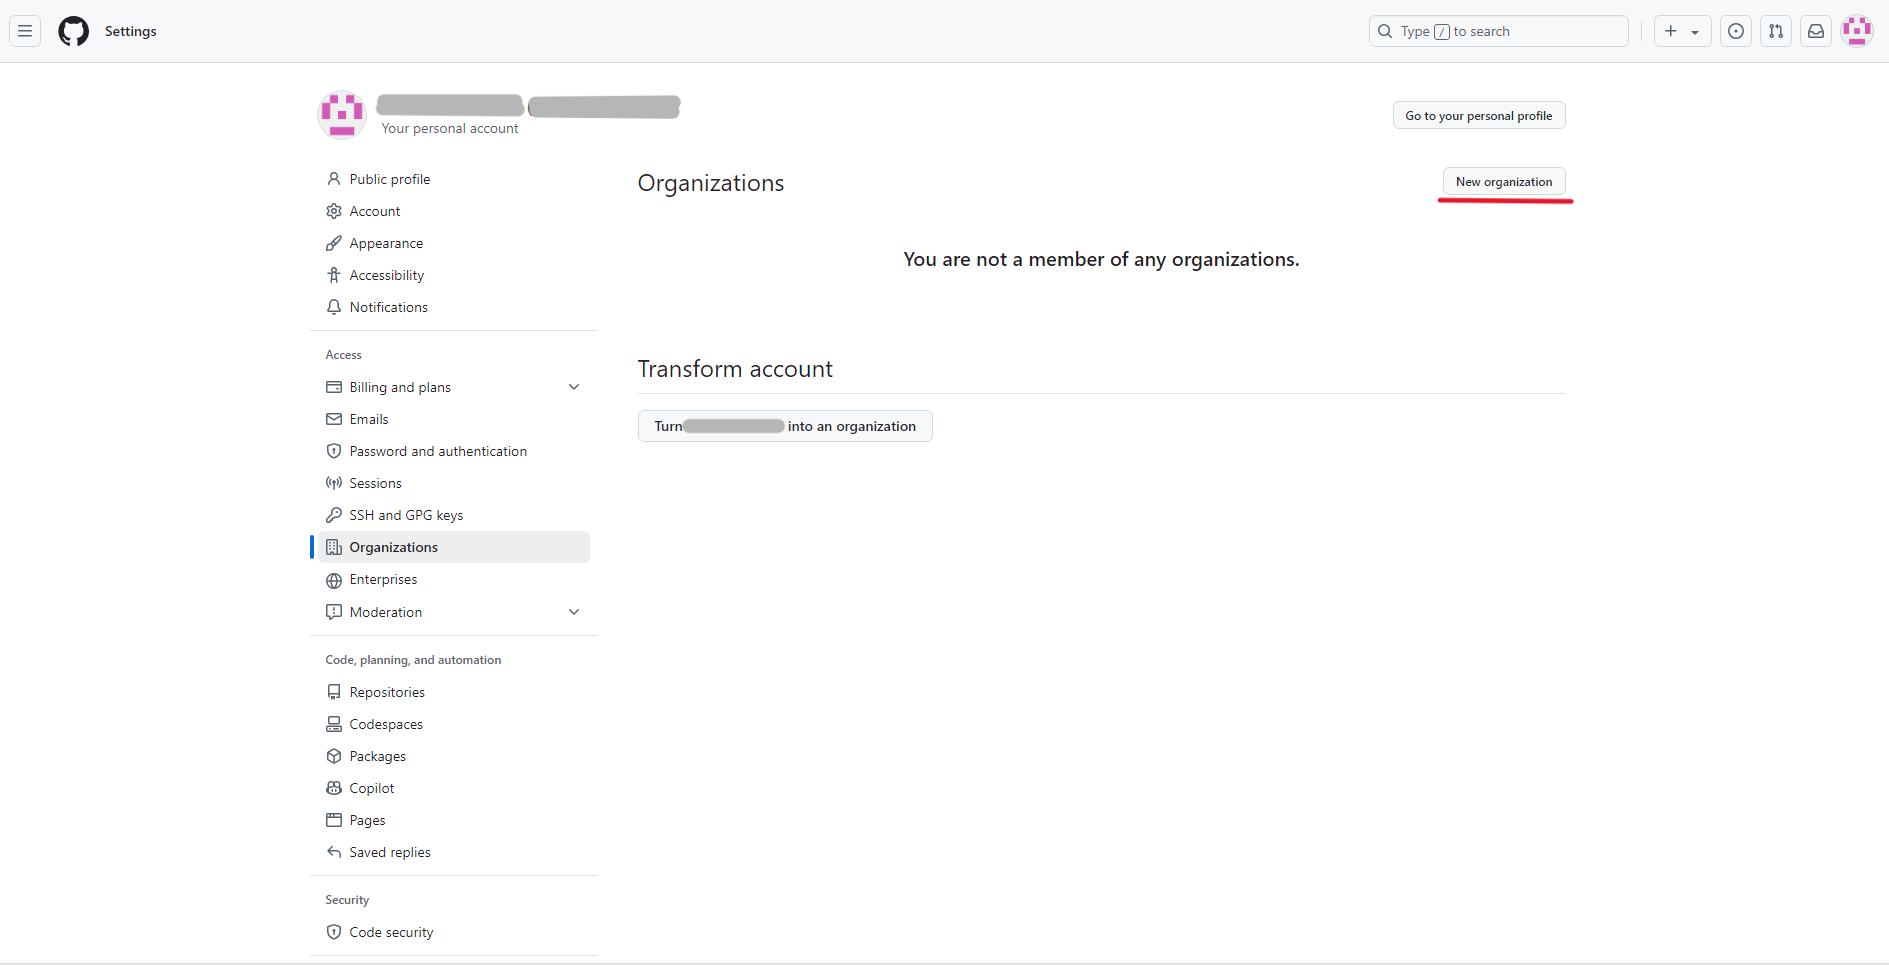 Settings
Type / to search
Your personal account
Go to your personal profile
Public profile
Account
Appearance
Accessibility
Notifications
Access
Billing and plans
Emails
Password and authentication
Sessions
SSH and GPG keys
Organizations
Enterprises
Moderation
Code, planning, and automation
Repositories
Codespaces
Packages
Copilot
Pages
Saved replies
Security
Code security
Organizations
New organization
You are not a member of any organizations.
Transform account
Turn into an organization